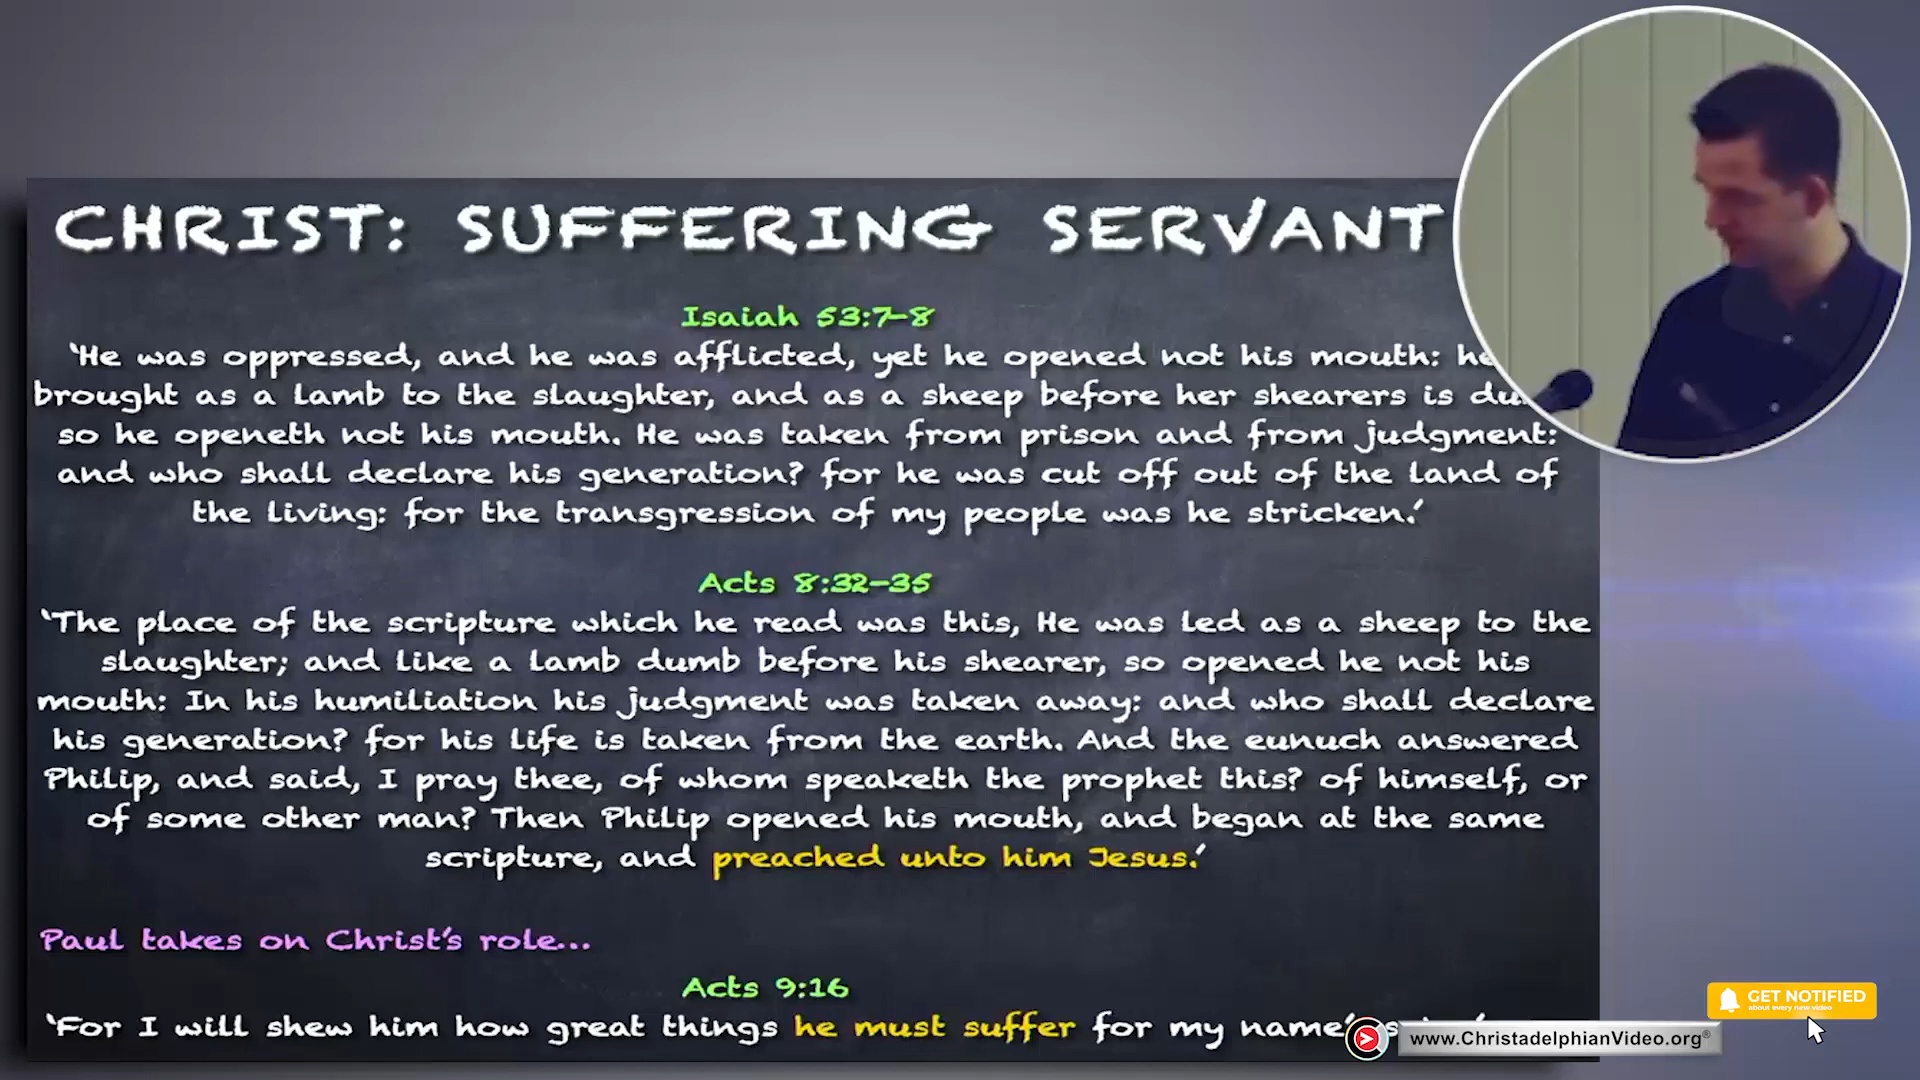 CHRIST: SUFFERING SERVANT
Isaiah 53:7-8
'He was oppressed, and he was afflicted, yet he opened not his mouth: he
brought as a lamb to the slaughter, and as a sheep before her shearers is
so he openeth not his mouth. He was taken from prison and from judgment:
and who shall declare his generation? for he was cut off out of the land of
the living: for the transgression of my people was he stricken.'
Acts 8:32-35
'The place of the scripture which he read was this, He was led as a sheep to the
slaughter; and like a lamb dumb before his shearer, so opened he not his
mouth: In his humiliation his judgment was taken away: and who shall declare
his generation? for his life is taken from the earth. And the eunuch answered
Philip, and said, I pray thee, of whom speaketh the prophet this? of himself, or
of some other man? Then Philip opened his mouth, and began at the same
scripture, and preached unto him Jesus.'
Paul takes on Christ's role...
Acts 9:16
'For I will shew him how great things he must suffer for my name's
GET NOTIFIED
about every new video
www.ChristadelphianVideo.org®